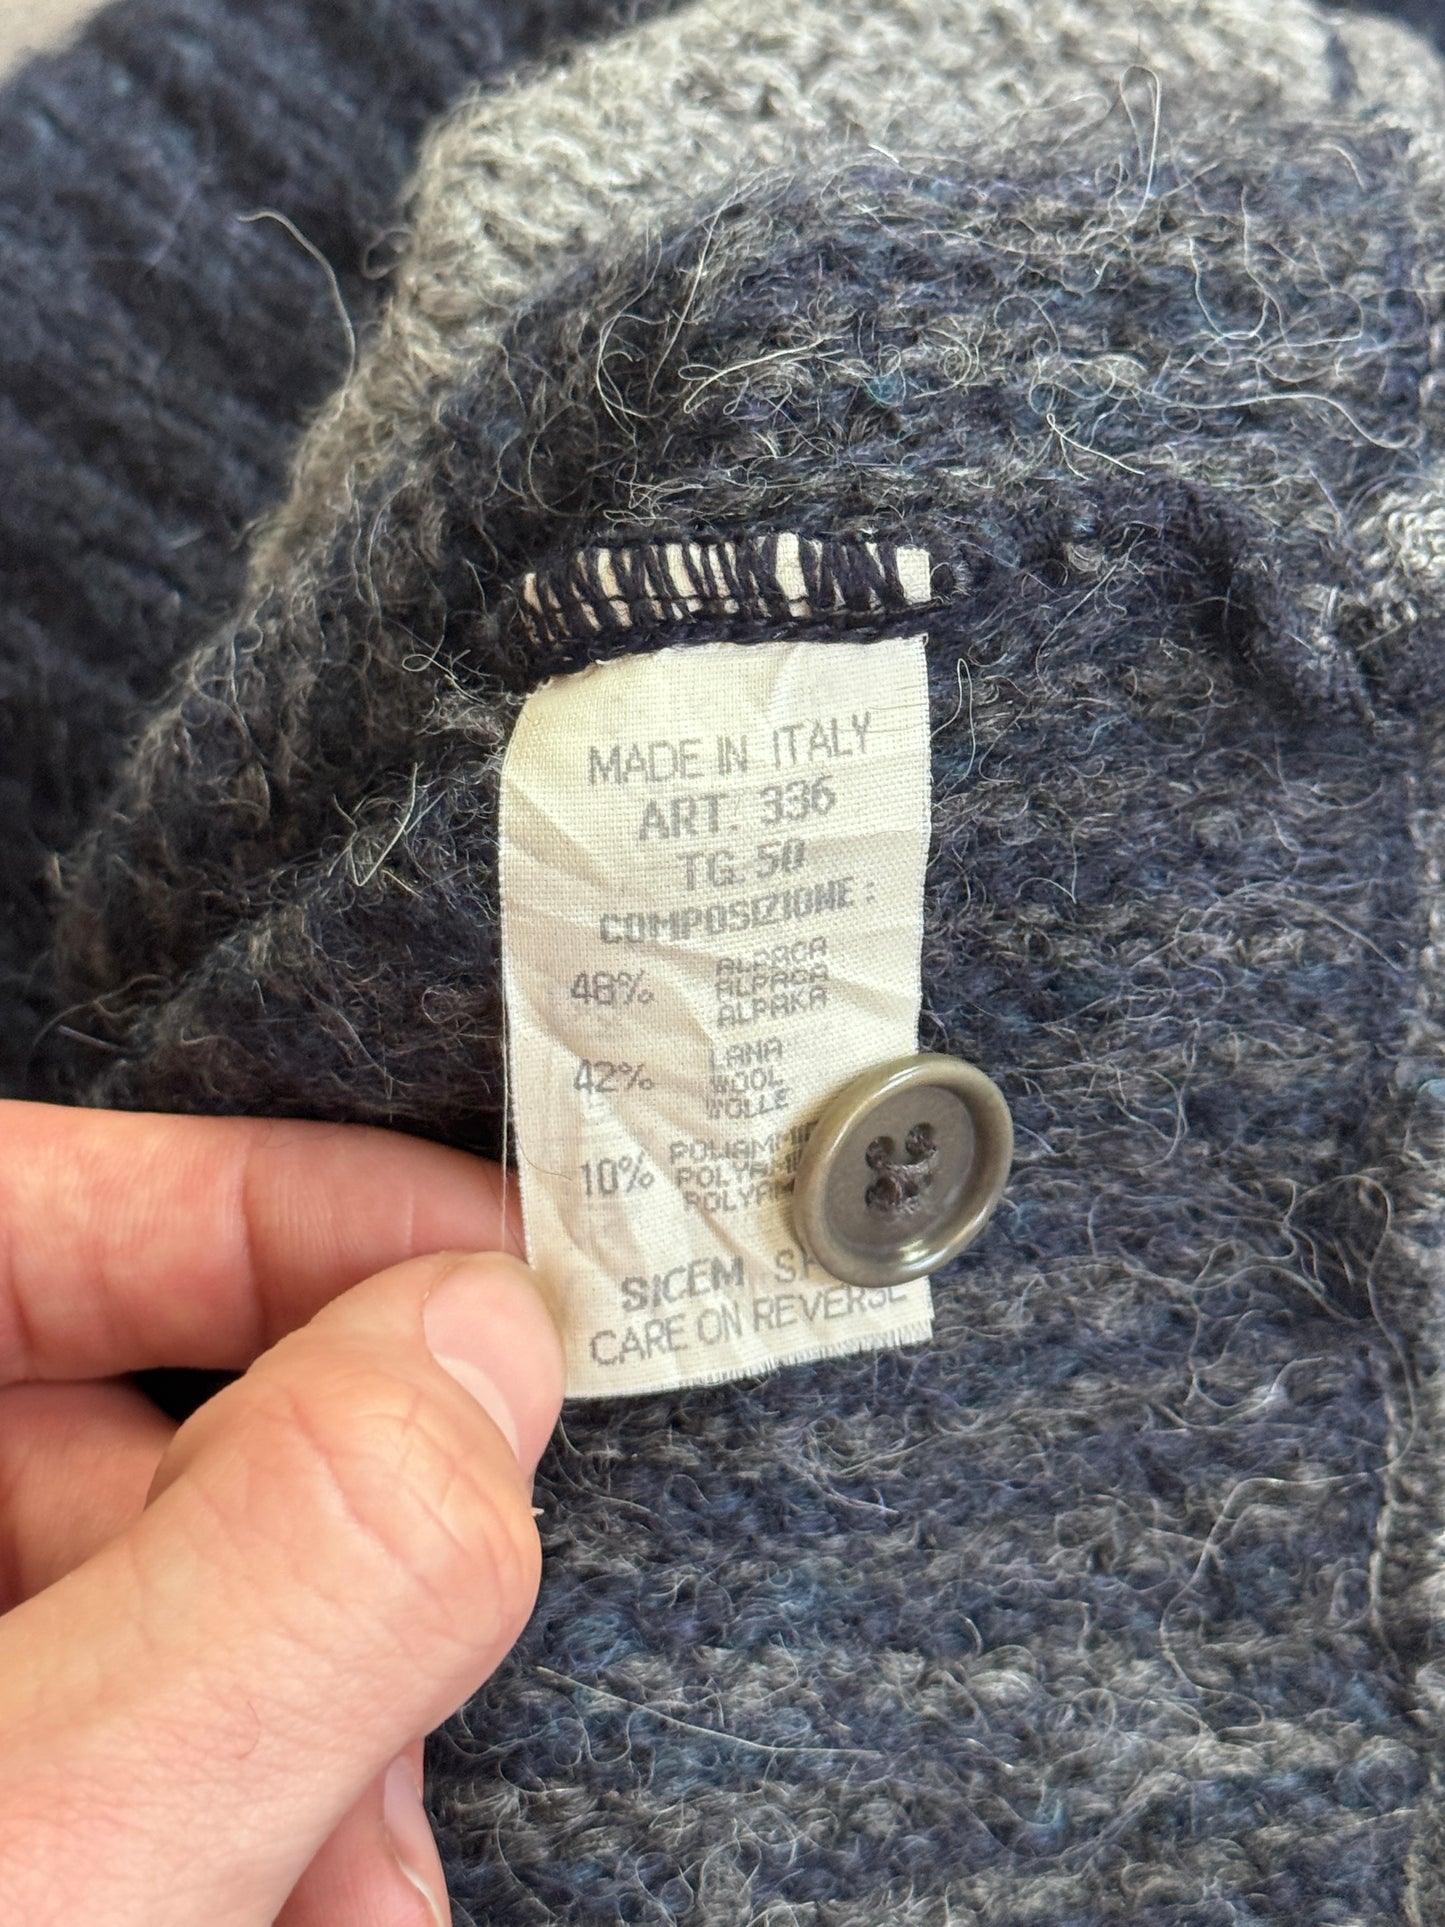 MADE IN ITALY
ART. 336
TG. 50
COMPOSIZIONE :
48% ALPACA
ALPACA
ALPAKA
42% LANA
WOOL
WOLLE
10%
SICEM
CARE ON REVERSE